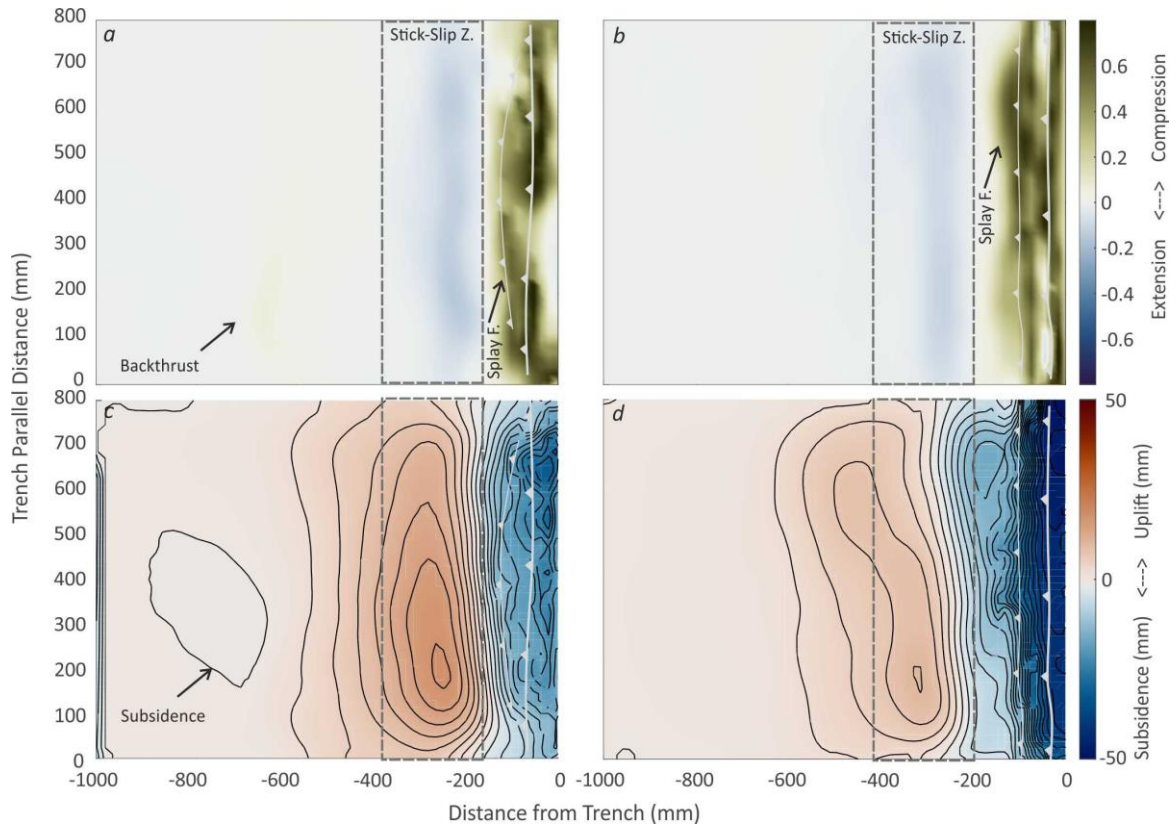 800
700
600
500
400
300
200
100
0
a
Stick-Slip Z.
Backthrust
Splay F.
b
Stick-Slip Z.
Splay F.
0.6
0.4
0.2
0
-0.2
-0.4
-0.6
Extension <---> Compression
Trench Parallel Distance (mm)
800
700
600
500
400
300
200
100
0
c
Subsidence
d
50
0
-50
Subsidence (mm) <---> Uplift (mm)
-1000 -800 -600 -400 -200 0
-1000 -800 -600 -400 -200 0
Distance from Trench (mm)